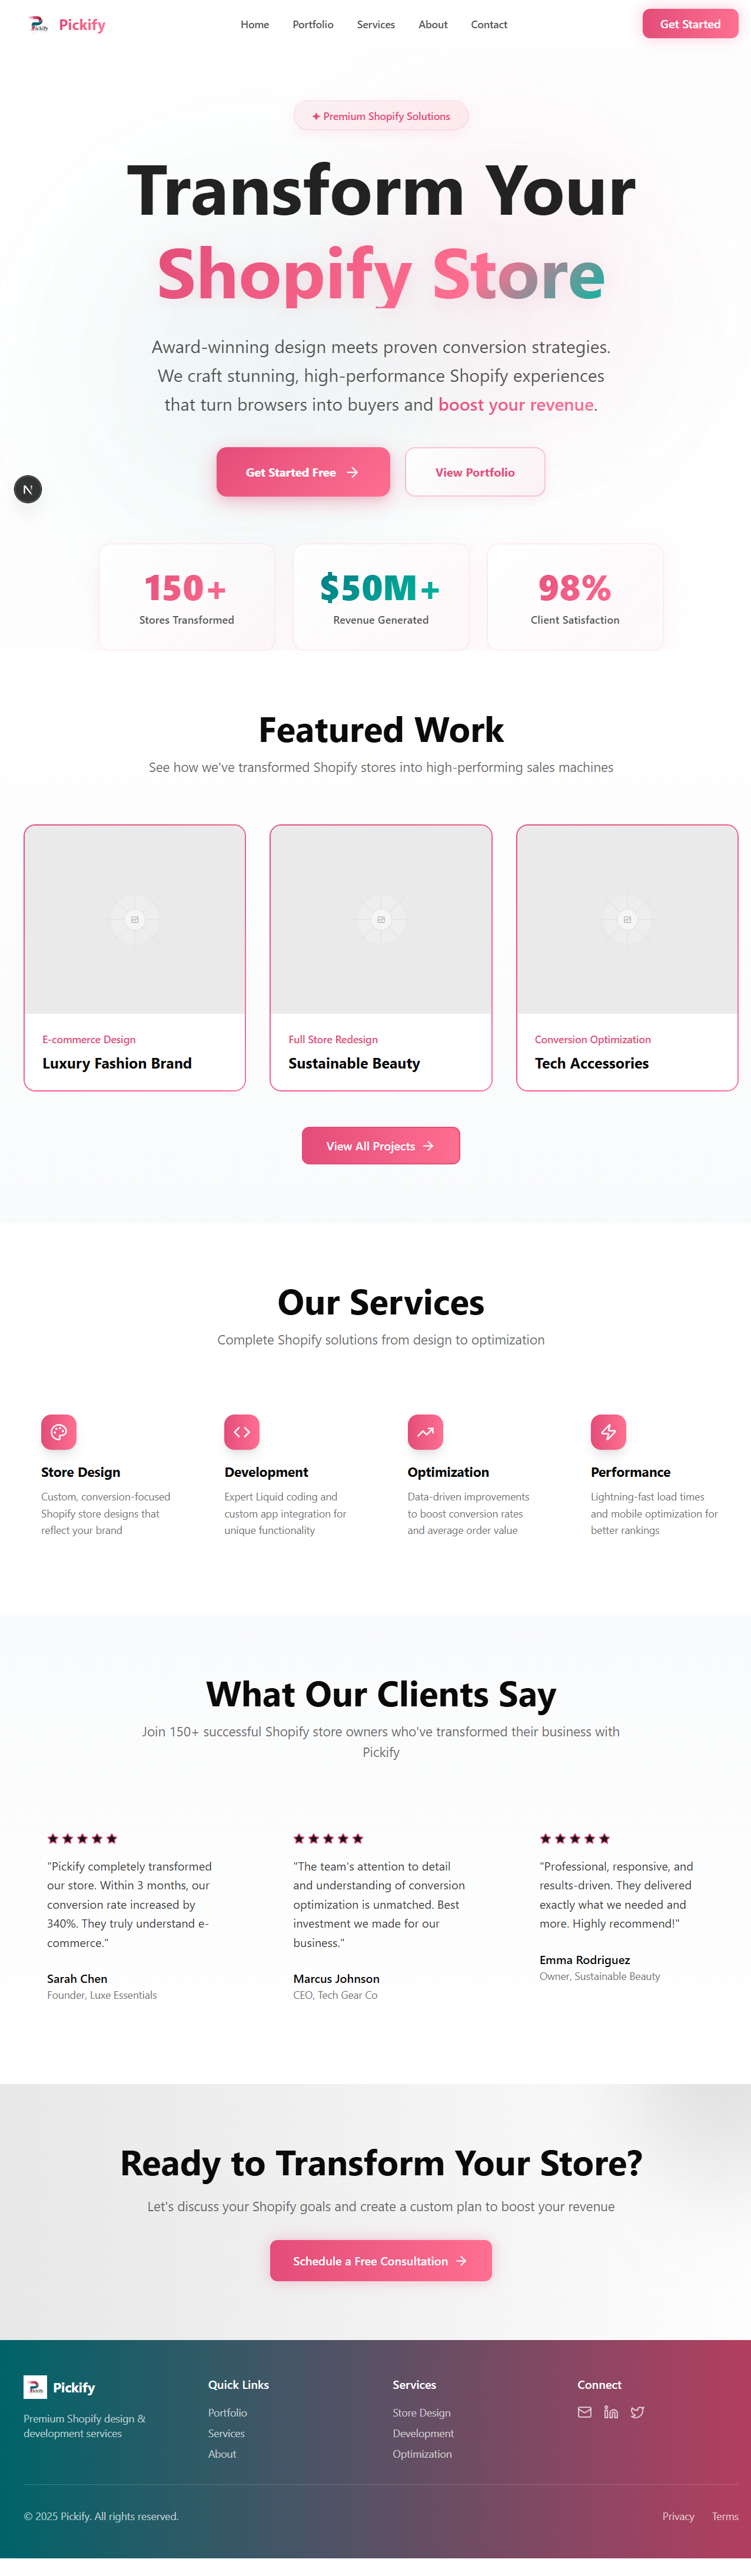 Pickify
Pickify
Home
Portfolio
Services
About
Contact
Get Started
✦ Premium Shopify Solutions
Transform Your
Shopify Store
Award-winning design meets proven conversion strategies.
We craft stunning, high-performance Shopify experiences
that turn browsers into buyers and boost your revenue.
Get Started Free
View Portfolio
N
150+
Stores Transformed
$50M+
Revenue Generated
98%
Client Satisfaction
Featured Work
See how we've transformed Shopify stores into high-performing sales machines
E-commerce Design
Luxury Fashion Brand
Full Store Redesign
Sustainable Beauty
Conversion Optimization
Tech Accessories
View All Projects
Our Services
Complete Shopify solutions from design to optimization
Store Design
Custom, conversion-focused
Shopify store designs that
reflect your brand
Development
Expert Liquid coding and
custom app integration for
unique functionality
Optimization
Data-driven improvements
to boost conversion rates
and average order value
Performance
Lightning-fast load times
and mobile optimization for
better rankings
What Our Clients Say
Join 150+ successful Shopify store owners who've transformed their business with
Pickify
"Pickify completely transformed
our store. Within 3 months, our
conversion rate increased by
340%. They truly understand e-
commerce."
Sarah Chen
Founder, Luxe Essentials
"The team's attention to detail
and understanding of conversion
optimization is unmatched. Best
investment we made for our
business."
Marcus Johnson
CEO, Tech Gear Co
"Professional, responsive, and
results-driven. They delivered
exactly what we needed and
more. Highly recommend!"
Emma Rodriguez
Owner, Sustainable Beauty
Ready to Transform Your Store?
Let's discuss your Shopify goals and create a custom plan to boost your revenue
Schedule a Free Consultation
Pickify
Pickify
Premium Shopify design &
development services
Quick Links
Portfolio
Services
About
Services
Store Design
Development
Optimization
Connect
© 2025 Pickify. All rights reserved.
Privacy
Terms